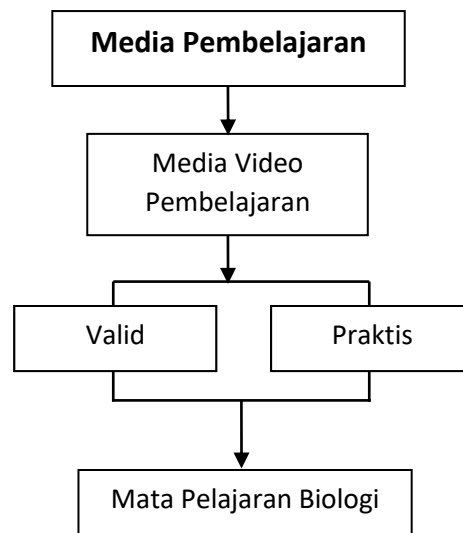 Media Pembelajaran
Media Video
Pembelajaran
Valid
Praktis
Mata Pelajaran Biologi